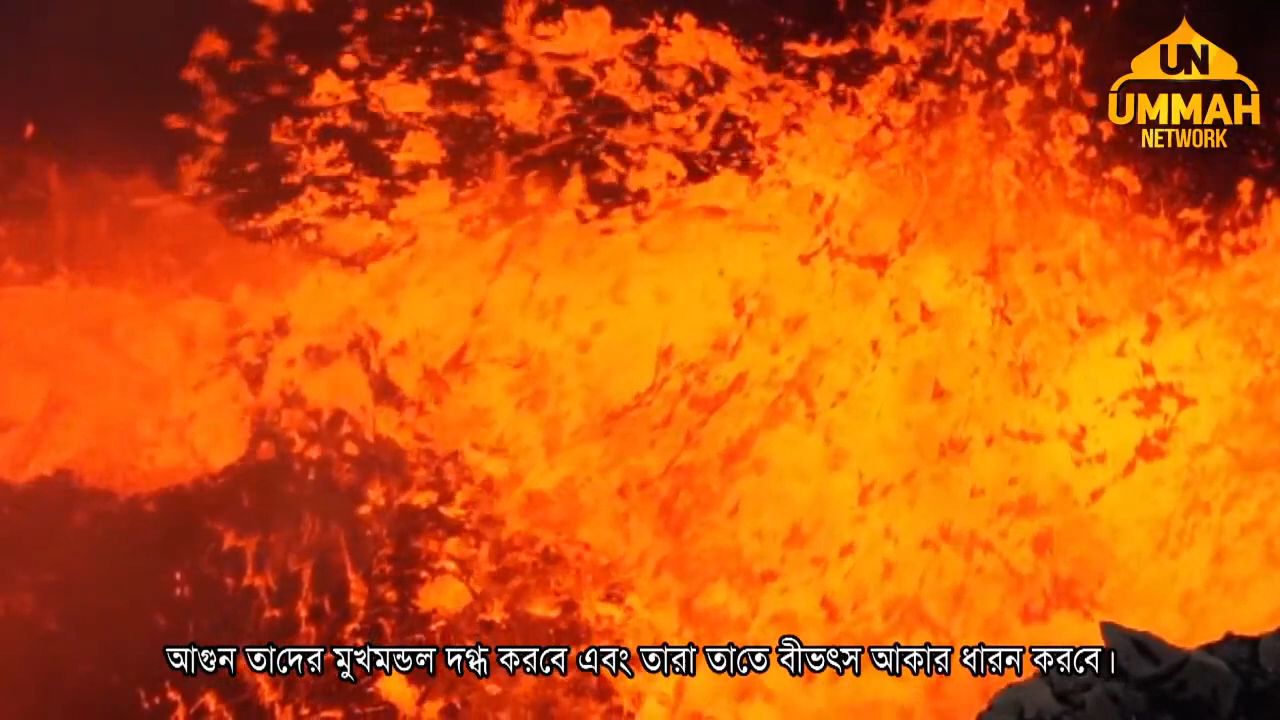 UN
UMMAH
NETWORK
আগুন তাদের মুখমন্ডল দগ্ধ করবে এবং তারা তাতে বীভৎস আকার ধারন করবে।